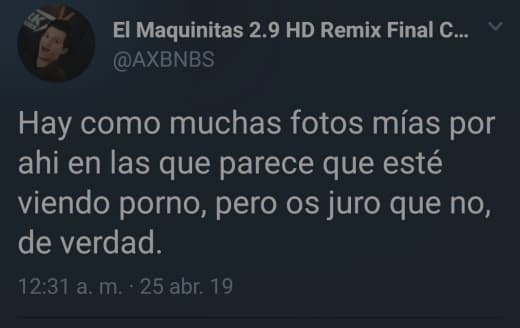 El Maquinitas 2.9 HD Remix Final C...
@AXBNBS
Hay como muchas fotos mías por
ahi en las que parece que esté
viendo porno, pero os juro que no,
de verdad.
12:31 a. m. · 25 abr. 19